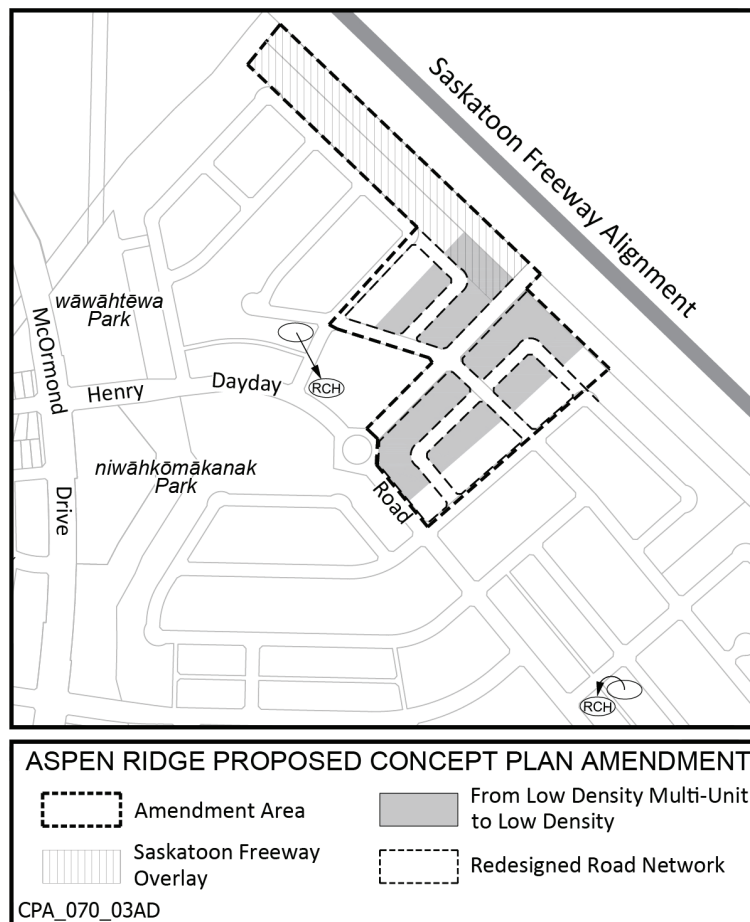 Saskatoon Freeway Alignment
wāwāhtēwa
Park
McOrmond
Drive
Henry
Dayday
Road
RCH
niwāhkōmākanak
Park
RCH
ASPEN RIDGE PROPOSED CONCEPT PLAN AMENDMENT
Amendment Area
From Low Density Multi-Unit
to Low Density
Saskatoon Freeway
Overlay
Redesigned Road Network
CPA_070_03AD